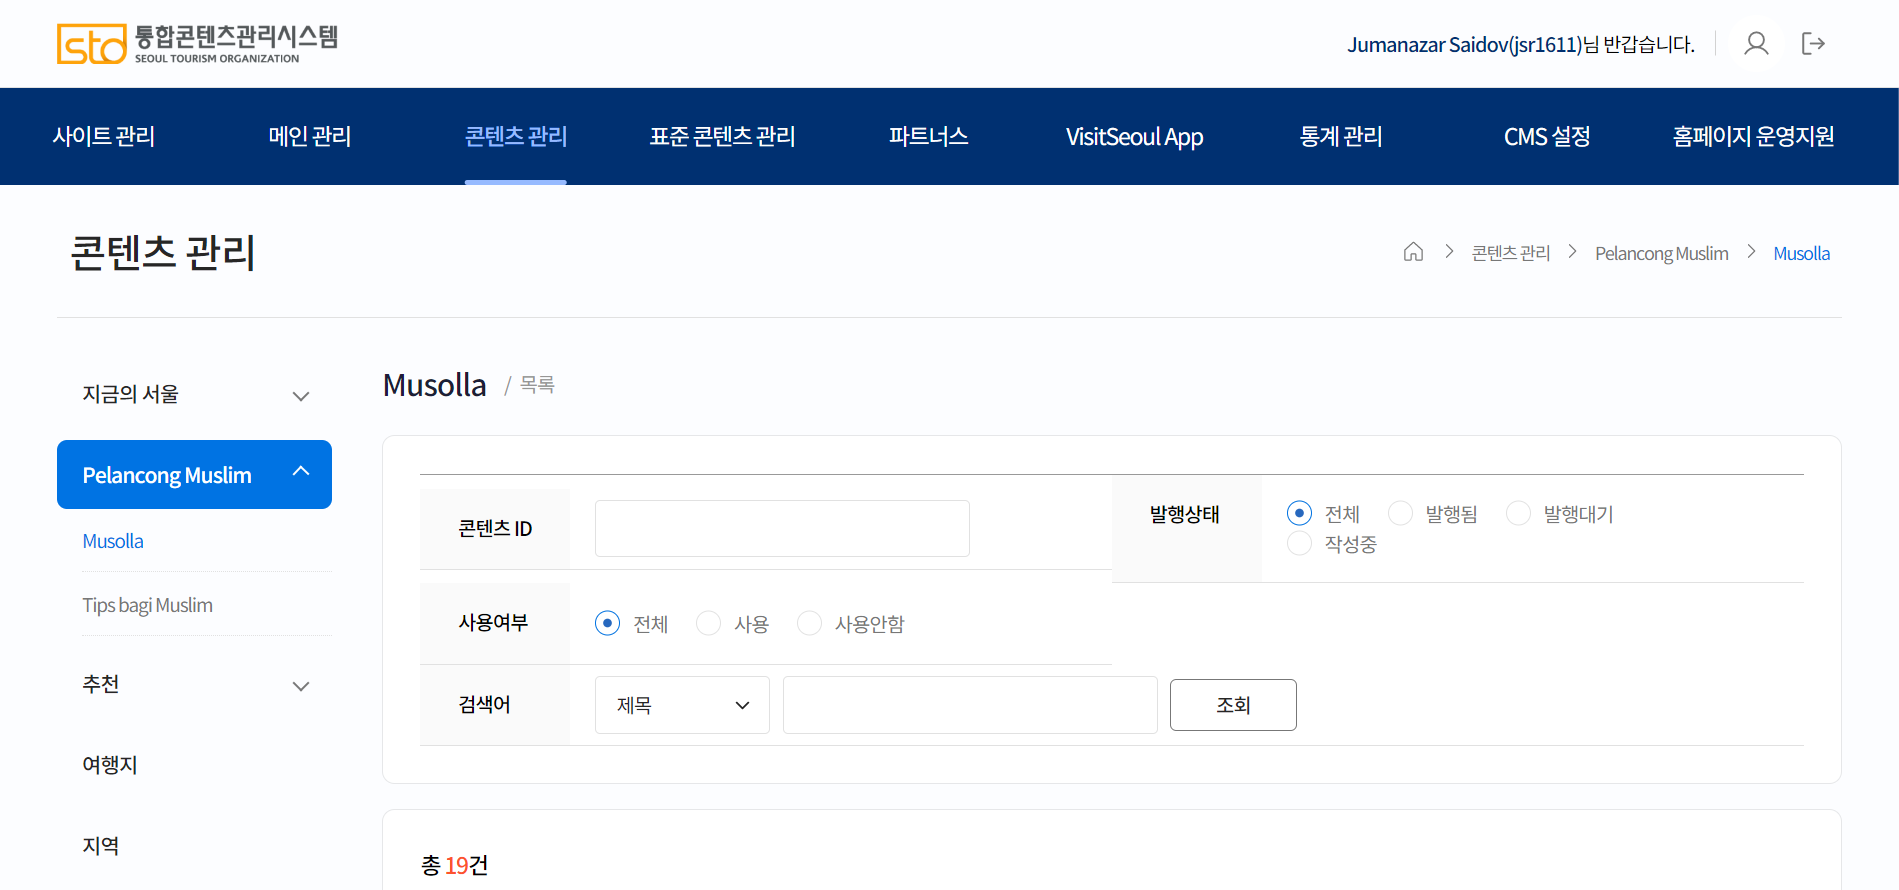 sto 통합콘텐츠관리시스템
SEOUL TOURISM ORGANIZATION
Jumanazar Saidov(jsr1611)님 반갑습니다.
사이트 관리 메인 관리 콘텐츠 관리 표준 콘텐츠 관리 파트너스 VisitSeoul App 통계 관리 CMS 설정 홈페이지 운영지원
콘텐츠 관리
콘텐츠 관리 Pelancong Muslim Musolla
지금의 서울
Pelancong Muslim
Musolla
Tips bagi Muslim
추천
여행지
지역
Musolla / 목록
콘텐츠 ID
발행상태 전체 발행됨 발행대기
작성중
사용여부 전체 사용 사용안함
검색어 제목 조회
총 19건